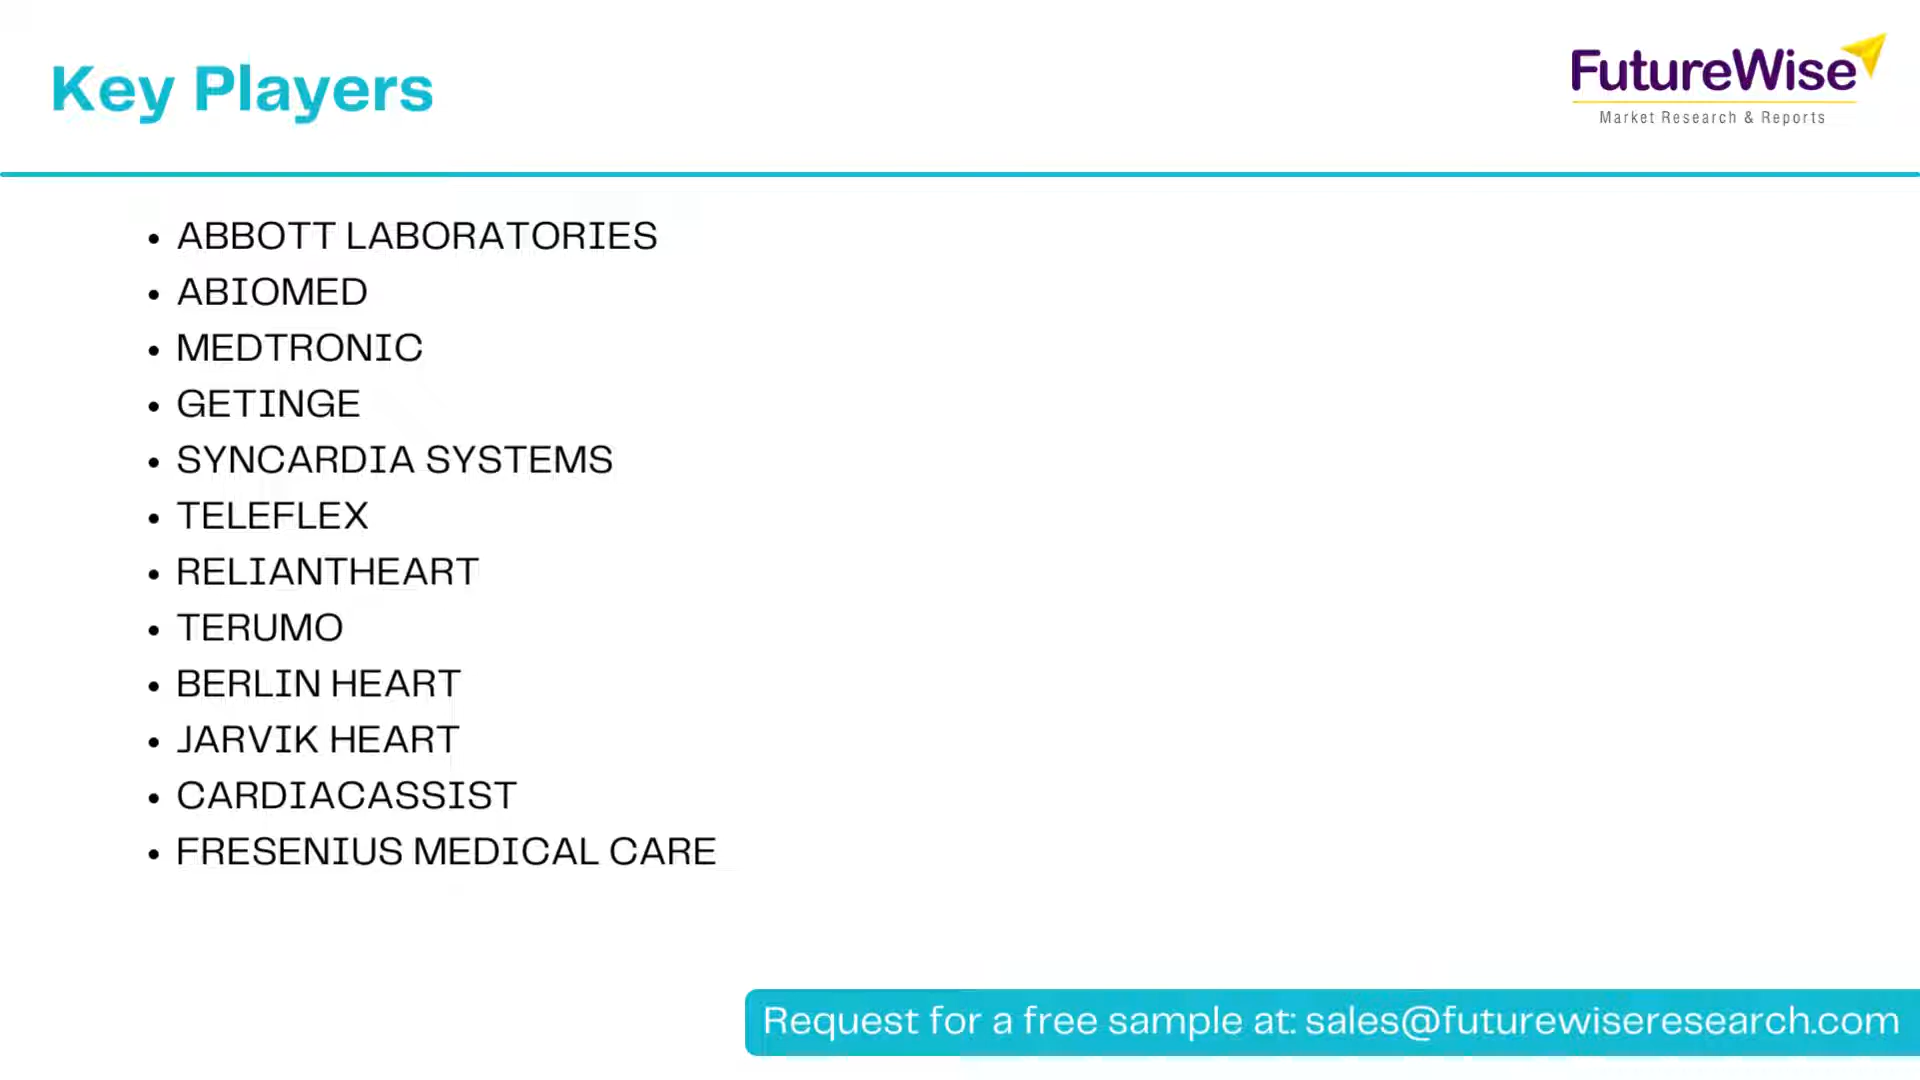 Key Players
FutureWise
Market Research & Reports
• ABBOTT LABORATORIES
• ABIOMED
• MEDTRONIC
• GETINGE
• SYNCARDIA SYSTEMS
• TELEFLEX
• RELIANTHEART
• TERUMO
• BERLIN HEART
• JARVIK HEART
• CARDIACASSIST
• FRESENIUS MEDICAL CARE
Request for a free sample at: sales@futurewiseresearch.com